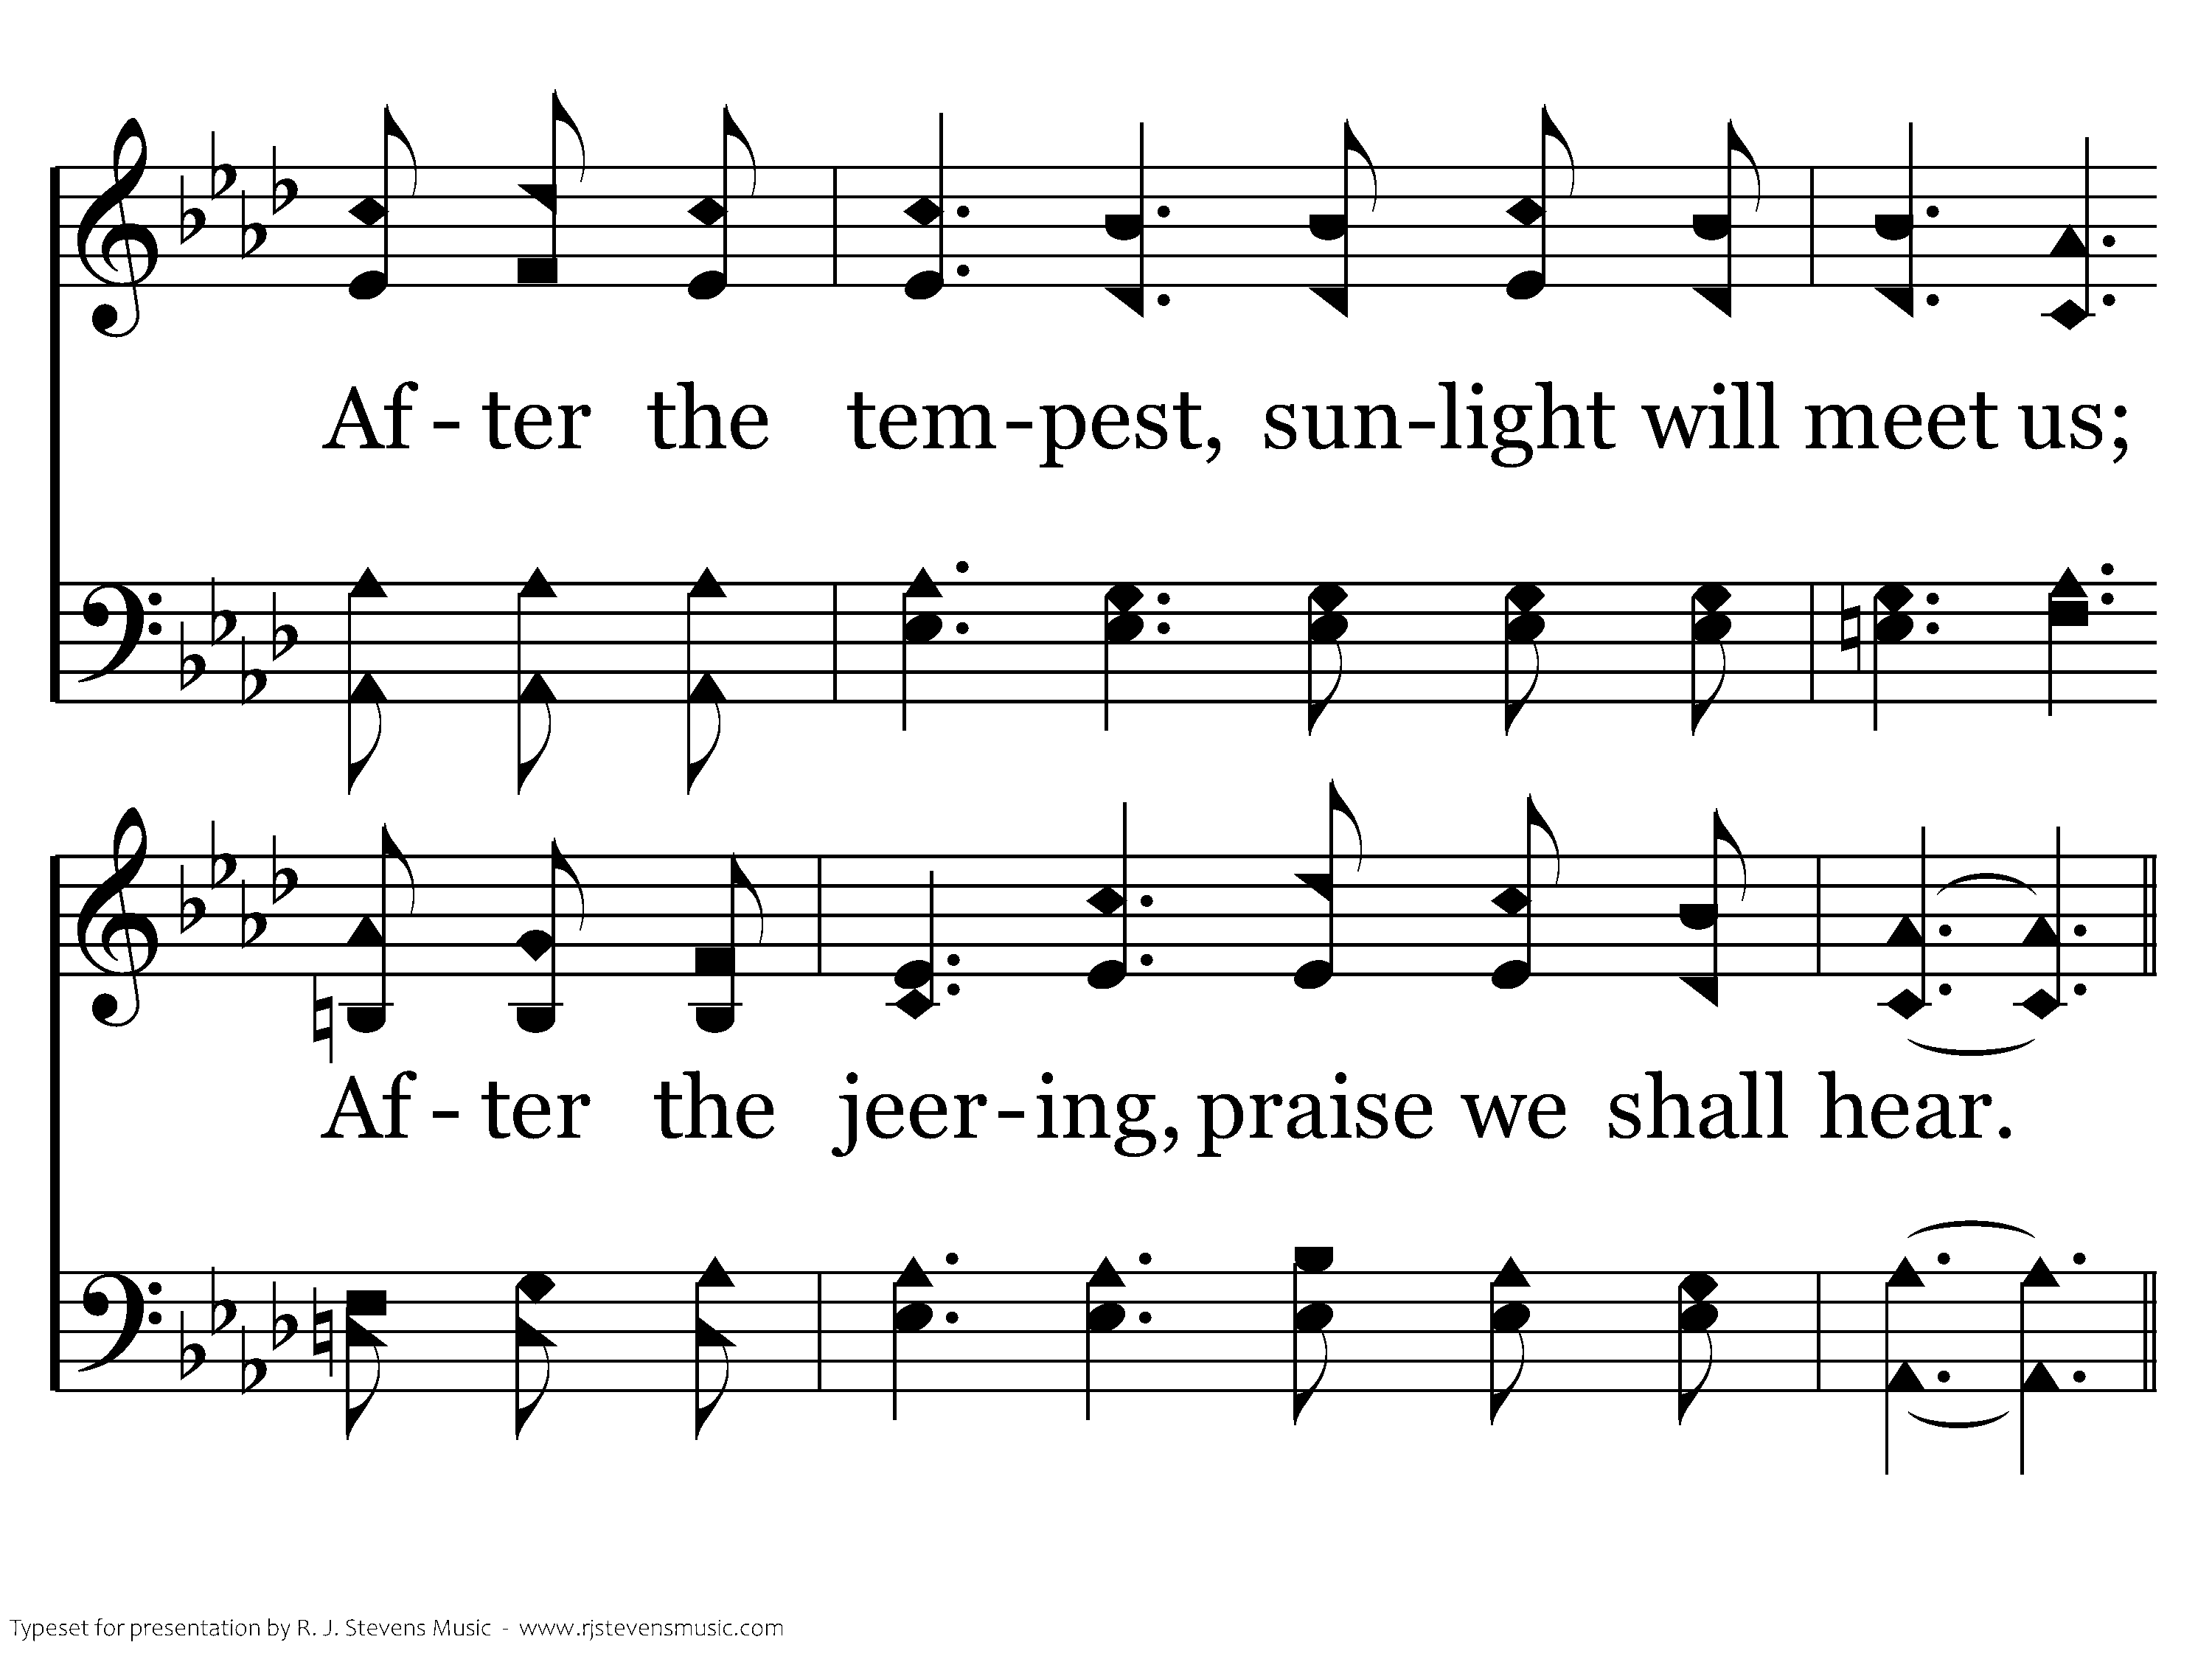 Af - ter the tem-pest, sun-light will meet us;
Af - ter the jeer-ing, praise we shall hear.
Typeset for presentation by R. J. Stevens Music - www.rjstevensmusic.com